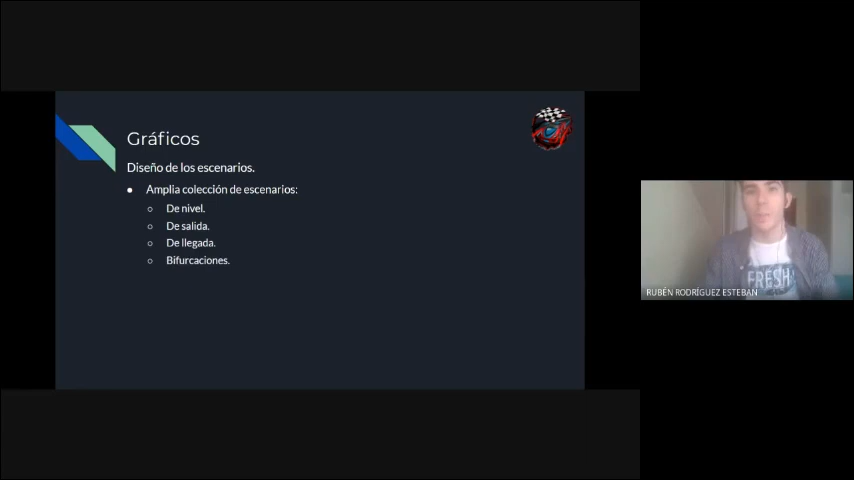 Gráficos
Diseño de los escenarios.
Amplia colección de escenarios:
De nivel.
De salida.
De llegada.
Bifurcaciones.
FRESH
RUBÉN RODRÍGUEZ ESTEBAN